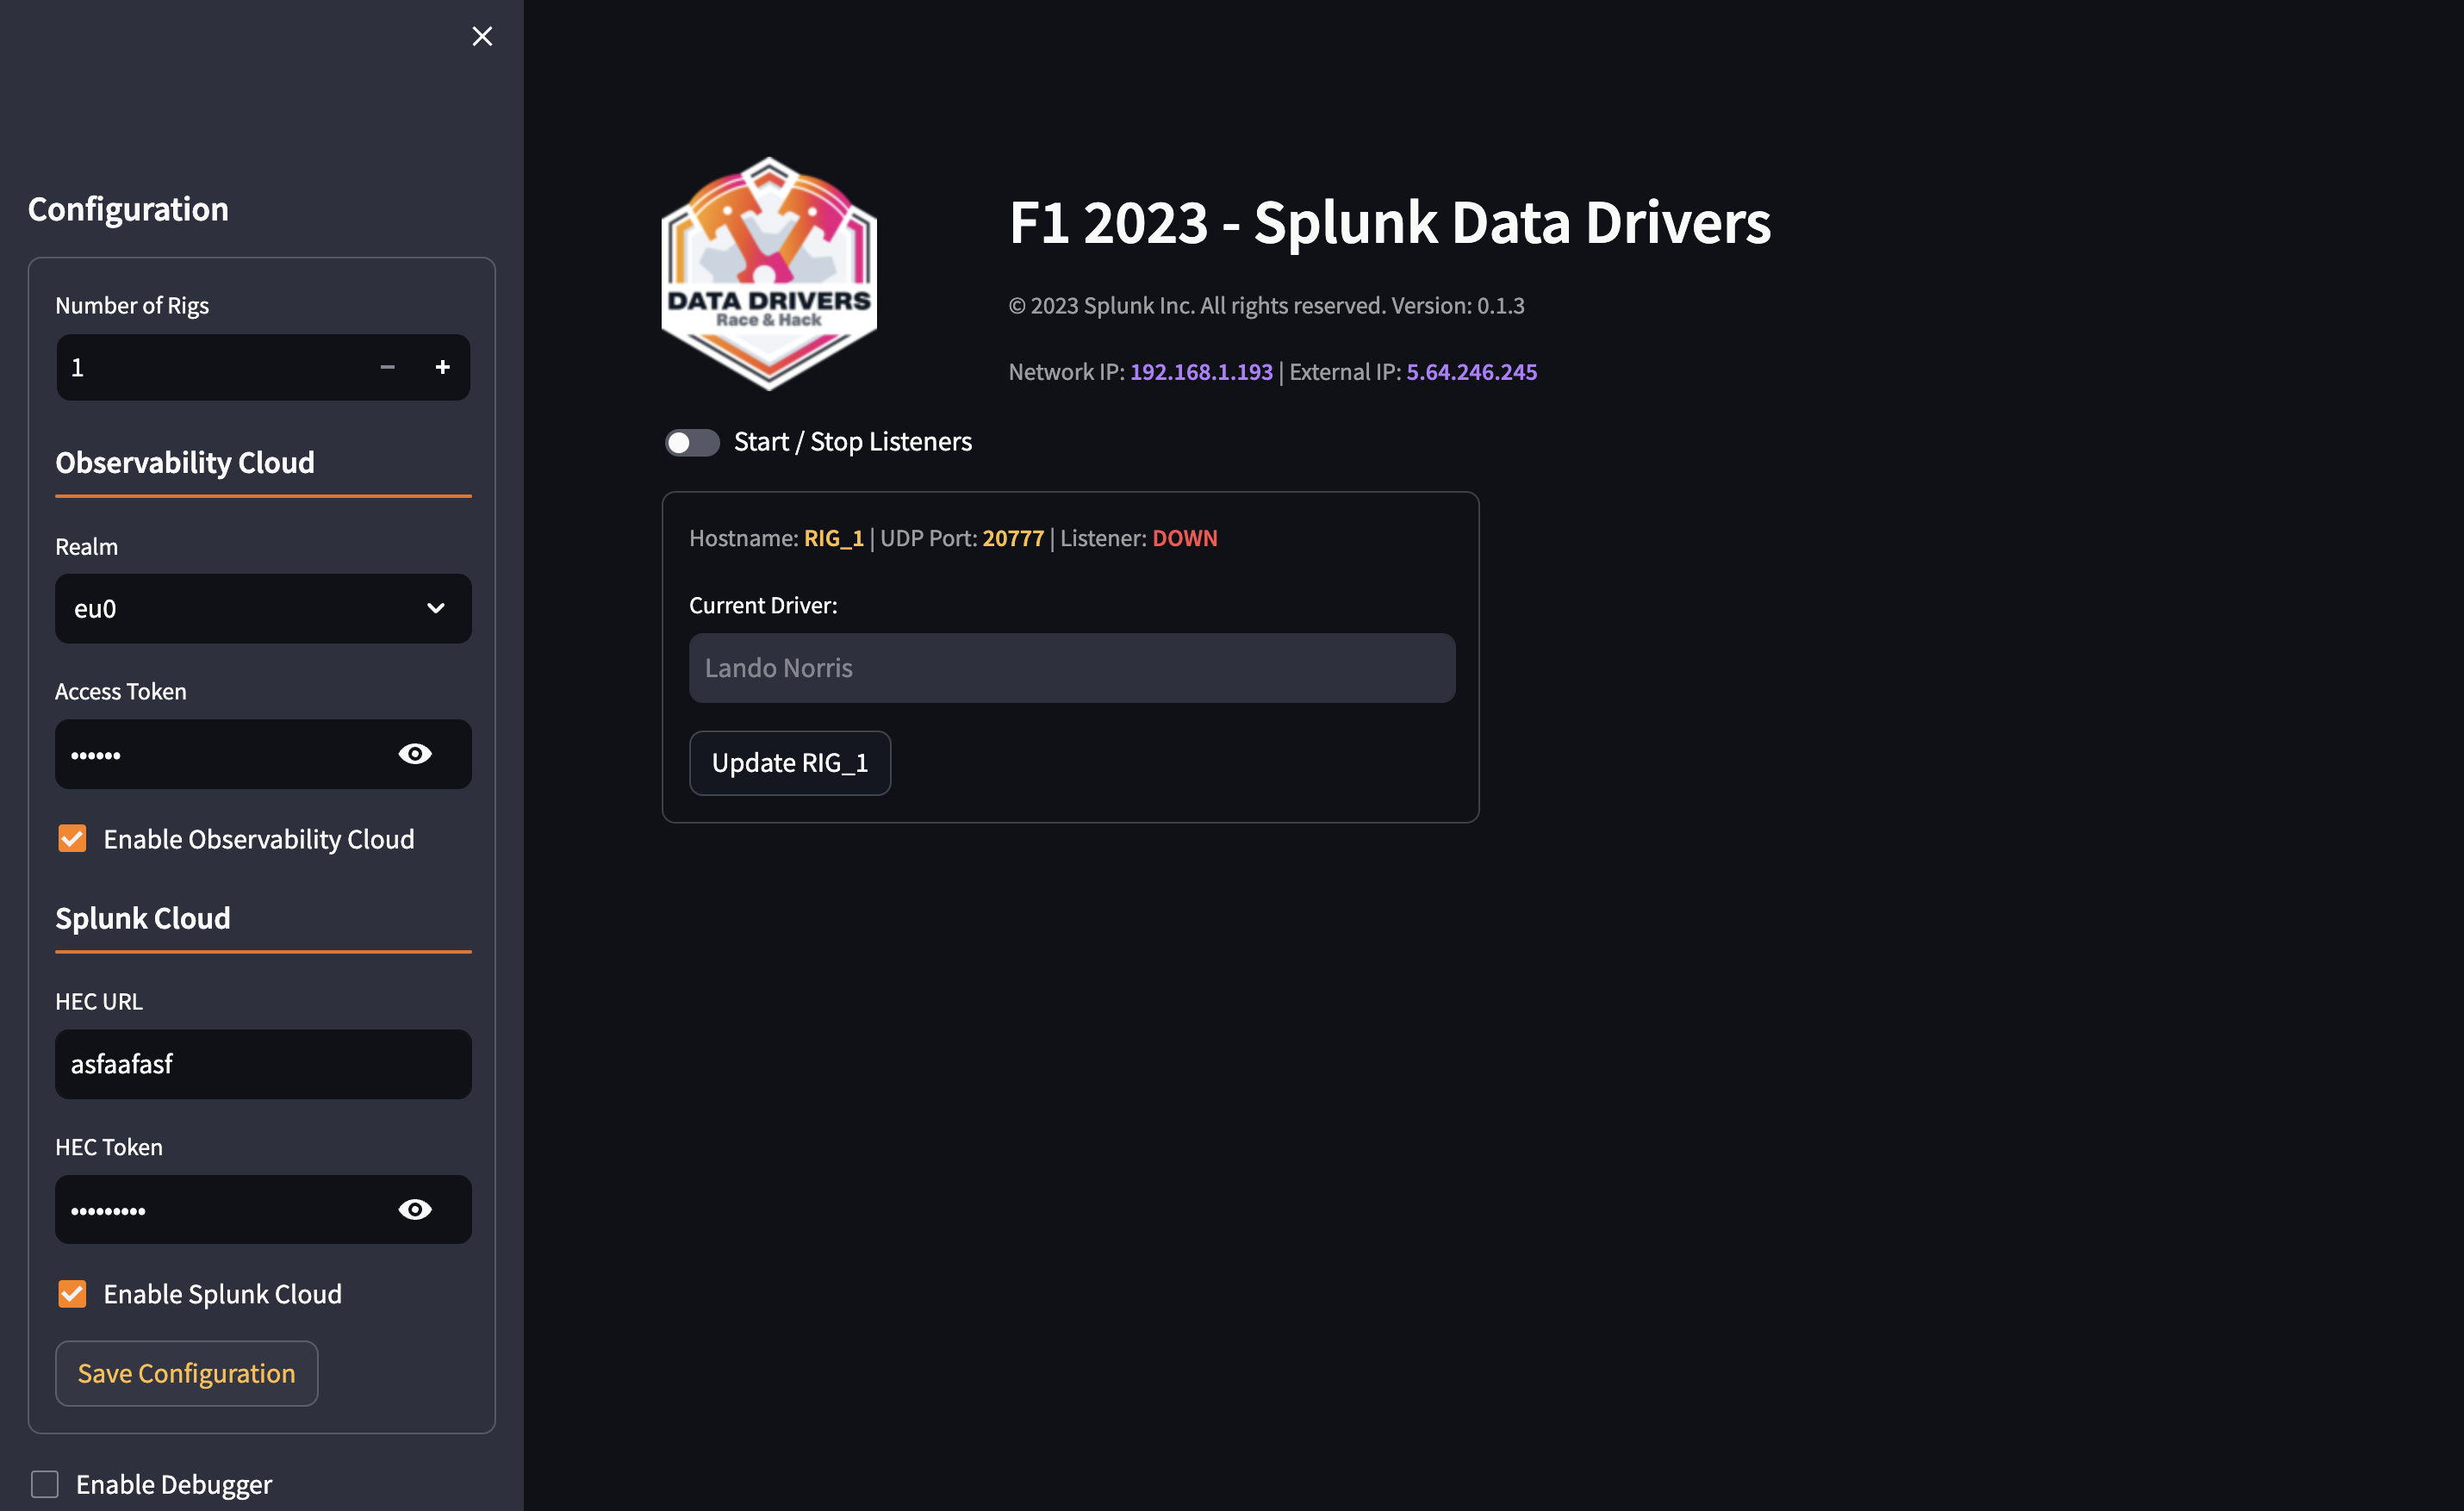 Configuration
Number of Rigs
1
Observability Cloud
Realm
eu0
Access Token
••••••
Enable Observability Cloud
Splunk Cloud
HEC URL
asfaafasf
HEC Token
•••••••••
Enable Splunk Cloud
Save Configuration
Enable Debugger
DATA DRIVERS
Race & Hack
F1 2023 - Splunk Data Drivers
© 2023 Splunk Inc. All rights reserved. Version: 0.1.3
Network IP: 192.168.1.193 | External IP: 5.64.246.245
Start / Stop Listeners
Hostname: RIG_1 | UDP Port: 20777 | Listener: DOWN
Current Driver:
Lando Norris
Update RIG_1